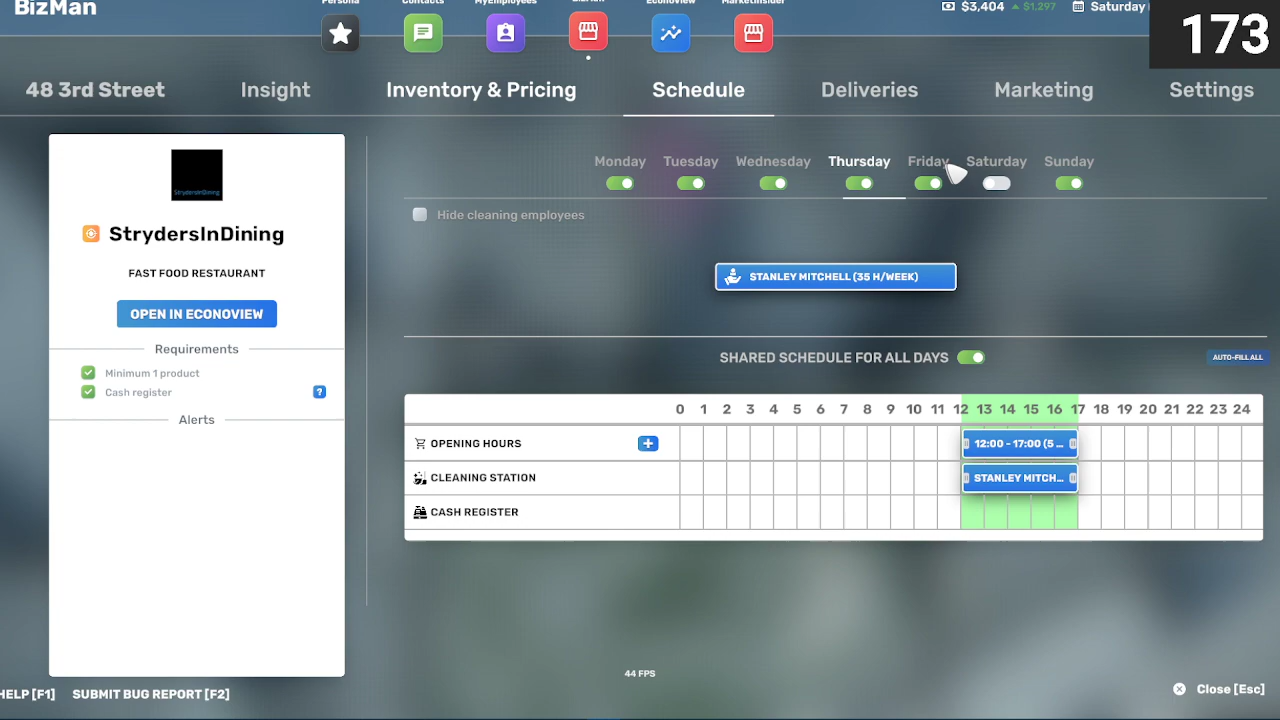 BizMan
Persona
Contacts
MyEmployees
BizMan
EconoView
MarketInsider
$3,404 $1,297 Saturday
173
48 3rd Street Insight Inventory & Pricing Schedule Deliveries Marketing Settings
StrydersInDining
StrydersInDining
FAST FOOD RESTAURANT
OPEN IN ECONOVIEW
Requirements
Minimum 1 product
Cash register ?
Alerts
Monday Tuesday Wednesday Thursday Friday Saturday Sunday
Hide cleaning employees
STANLEY MITCHELL (35 H/WEEK)
SHARED SCHEDULE FOR ALL DAYS
AUTO-FILL ALL
0 1 2 3 4 5 6 7 8 9 10 11 12 13 14 15 16 17 18 19 20 21 22 23 24
OPENING HOURS
12:00 - 17:00 (5 ...
CLEANING STATION
STANLEY MITCH...
CASH REGISTER
44 FPS
HELP [F1] SUBMIT BUG REPORT [F2]
Close [Esc]